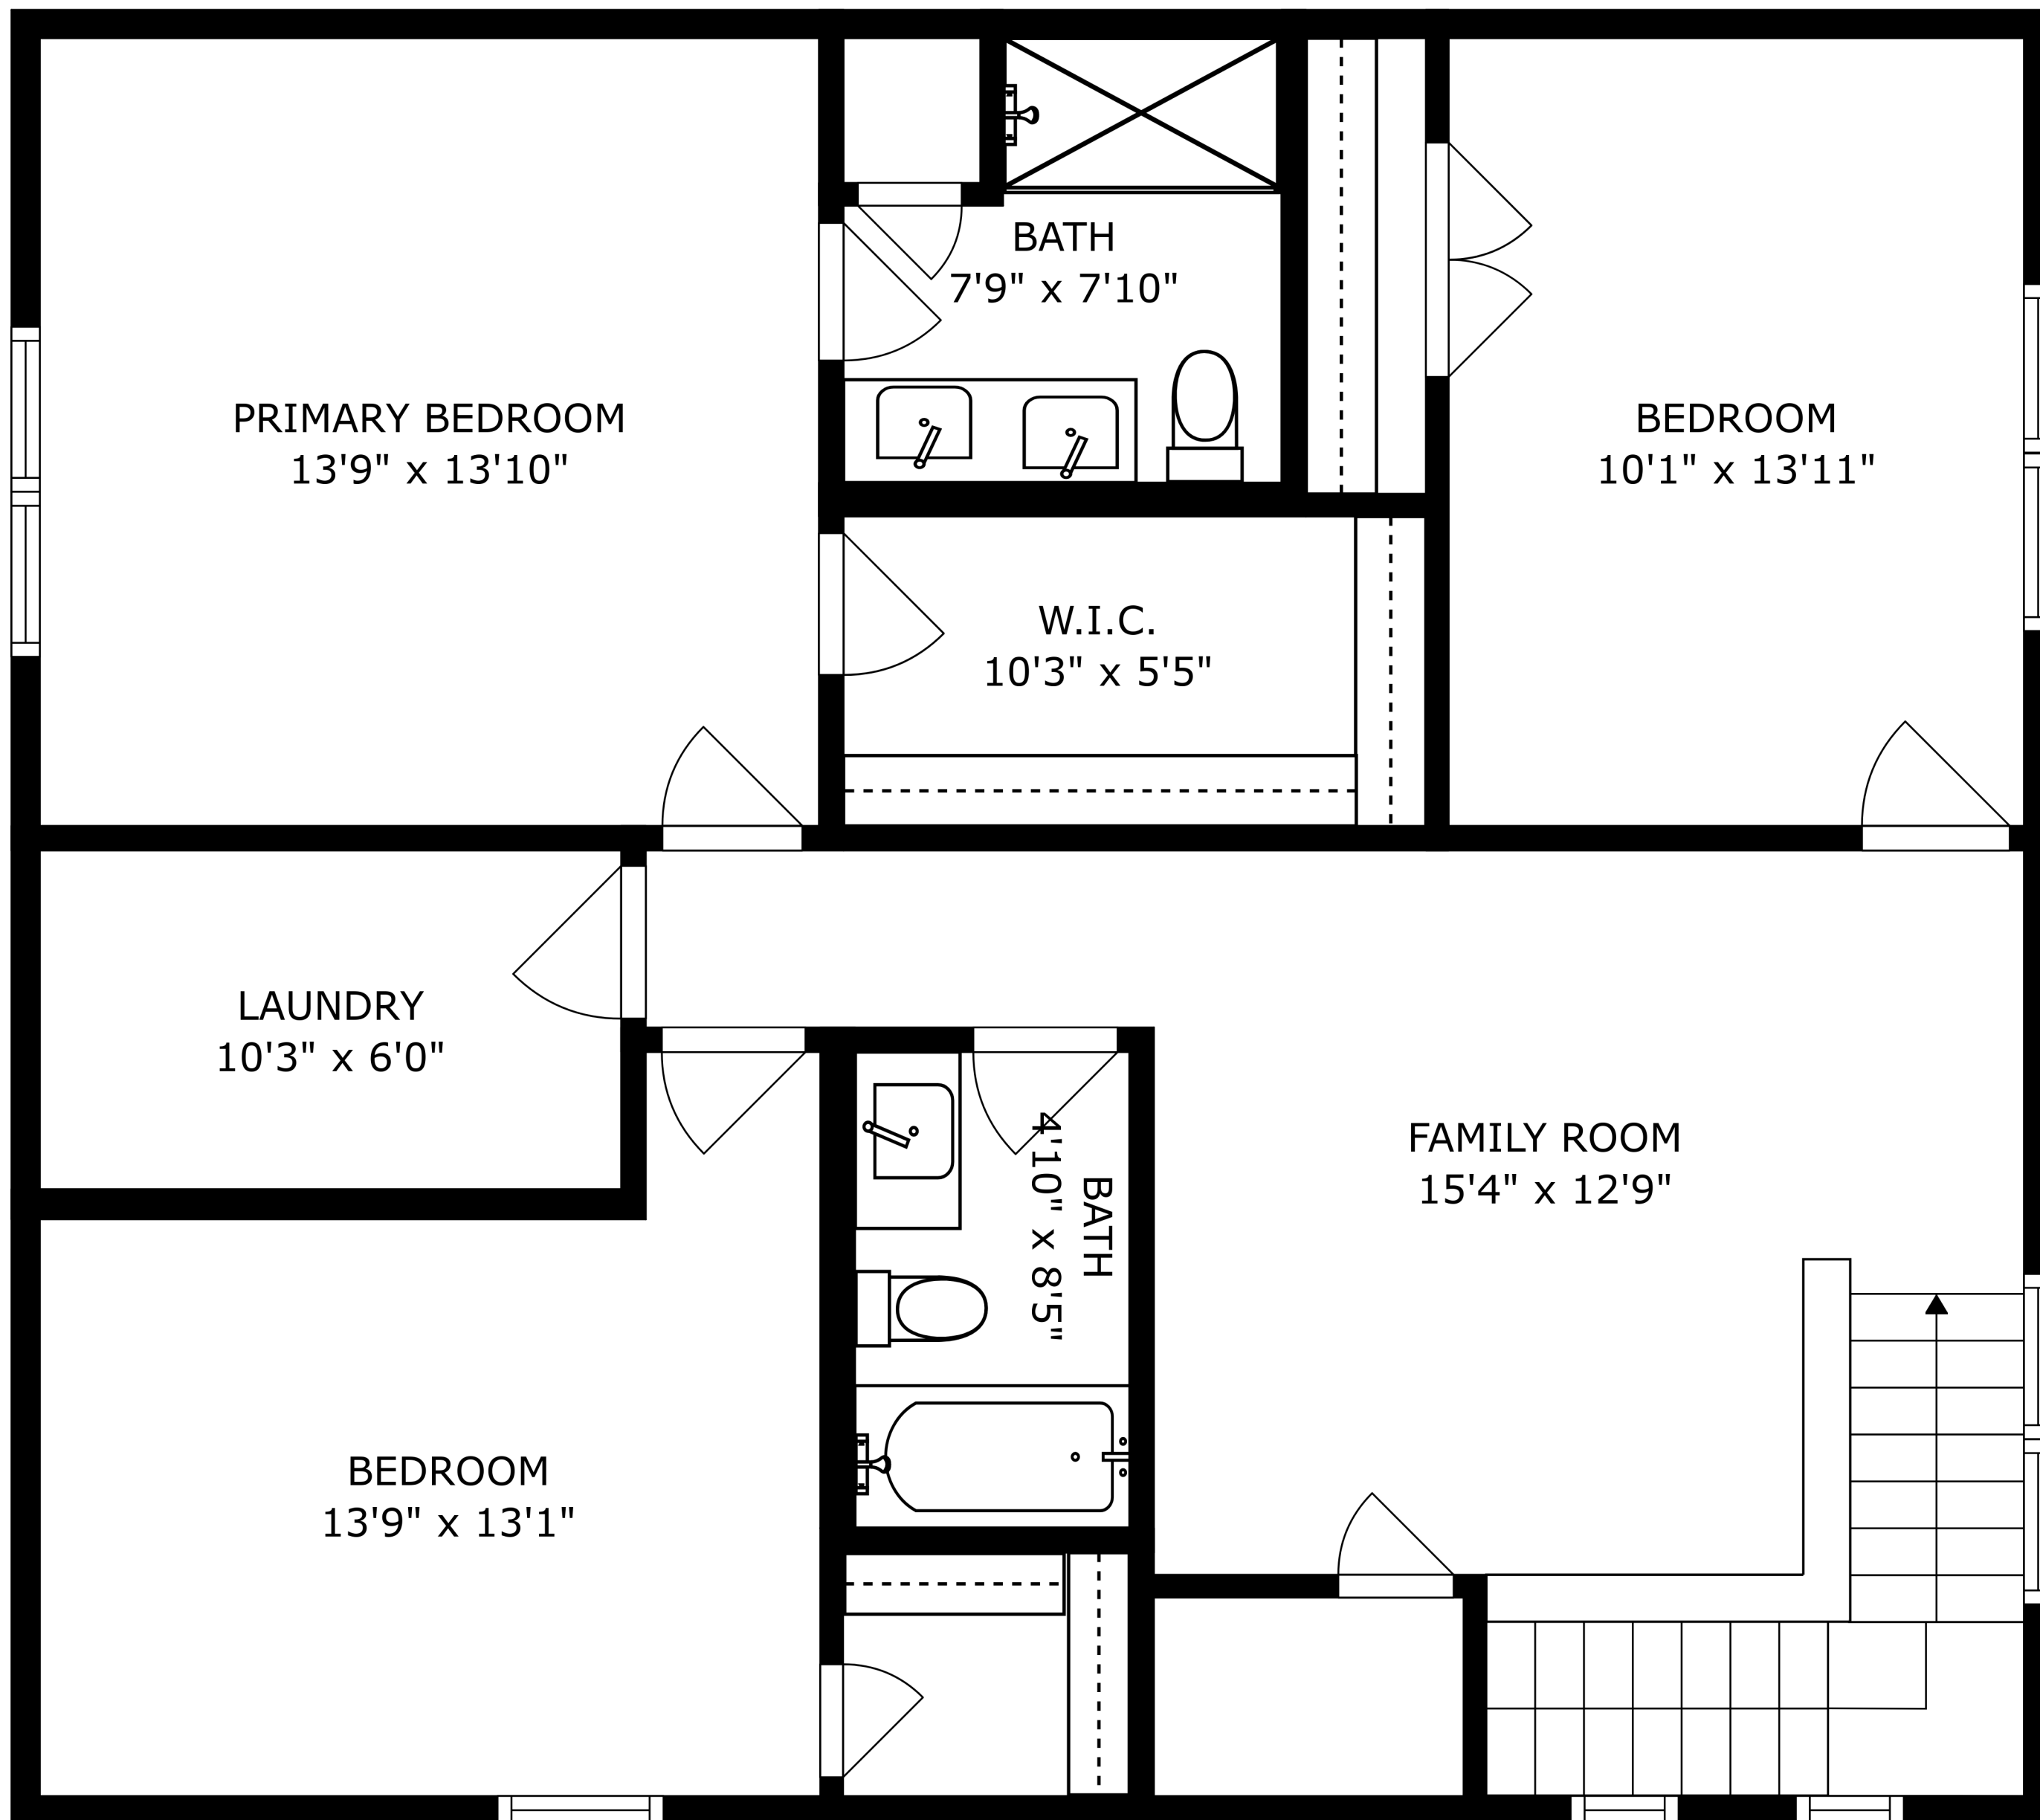 BATH
7'9" x 7'10"
PRIMARY BEDROOM
13'9" x 13'10"
BEDROOM
10'1" x 13'11"
W.I.C.
10'3" x 5'5"
LAUNDRY
10'3" x 6'0"
BATH
4'10" x 8'5"
FAMILY ROOM
15'4" x 12'9"
BEDROOM
13'9" x 13'1"